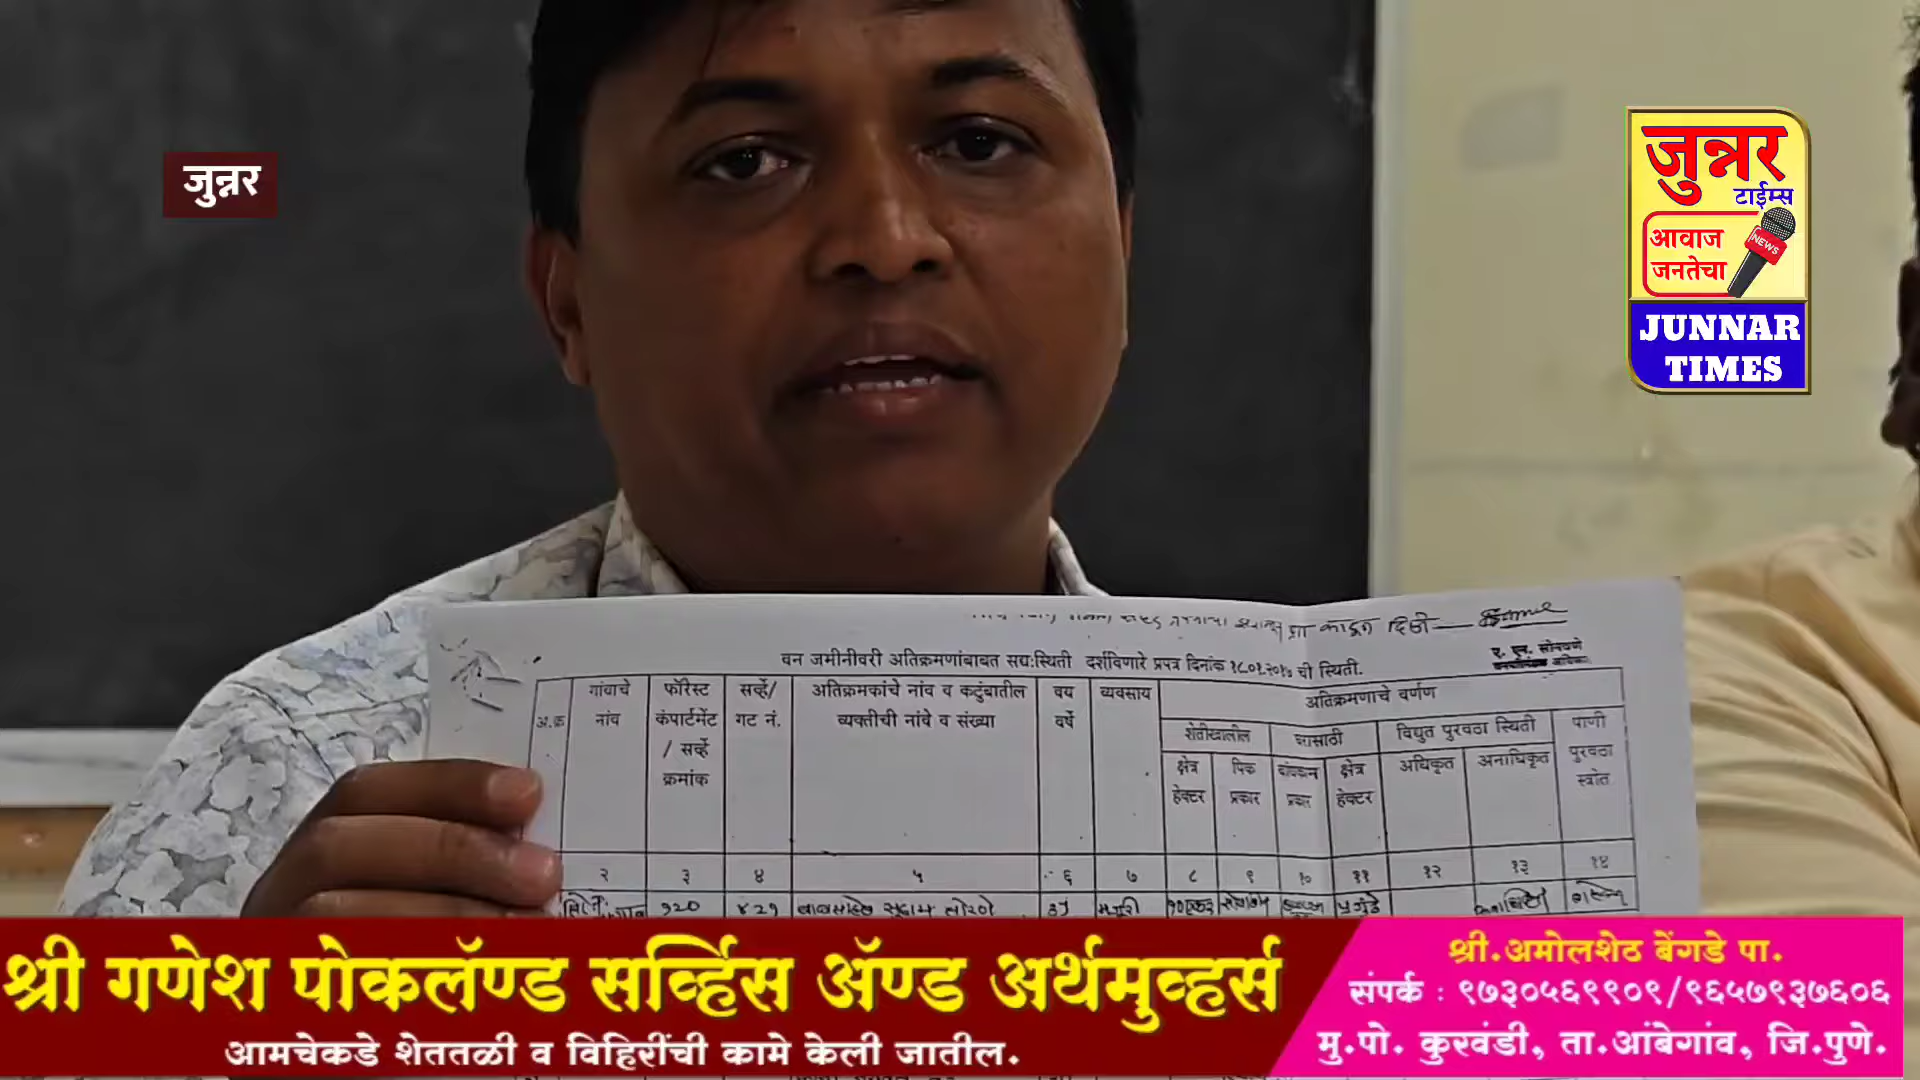 जुन्नर
जुन्नर
टाईम्स
आवाज
जनतेचा
NEWS
JUNNAR
TIMES
काढून दिली
वन जमीनीवरी अतिक्रमणांबाबत सद्य:स्थिती दर्शविणारे प्रपत्र दिनांक ची स्थिती.
अ.क्र
गांवाचे नांव
फॉरेस्ट कंपार्टमेंट / सर्व्हे क्रमांक
सर्व्हे/ गट नं.
अतिक्रमकांचे नांव व कटुंबातील व्यक्तीची नांवे व संख्या
वय वर्षे
व्यवसाय
अतिक्रमणाचे वर्णण
शेतीखालील
विद्युत पुरवठा स्थिती
पाणी पुरवठा स्त्रोत
क्षेत्र हेक्टर
पिक प्रकार
क्षेत्र हेक्टर
अधिकृत
अनाधिकृत
२ ३ ४ ५ ६ ७ ८ ९ १० ११ १२ १३ १४
१२० ४२१
श्री गणेश पोकलॅण्ड सर्व्हिस ॲण्ड अर्थमुव्हर्स
आमचेकडे शेततळी व विहिरींची कामे केली जातील.
श्री.अमोलशेठ बेंगडे पा.
संपर्क : ९७३०५६९९०९/९६५७९३७६०६
मु.पो. कुरवंडी, ता.आंबेगांव, जि.पुणे.